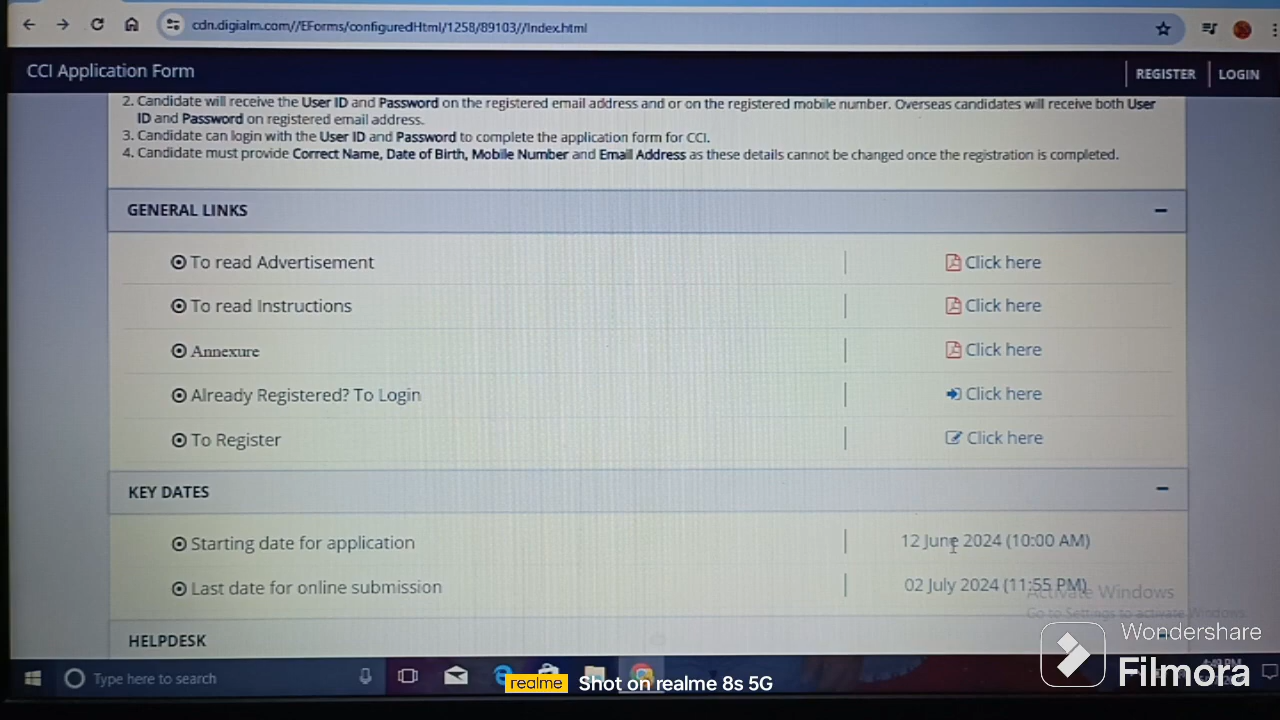 cdn.digialm.com//EForms/configuredHtml/1258/89103//Index.html
CCI Application Form
REGISTER
LOGIN
2. Candidate will receive the User ID and Password on the registered email address and or on the registered mobile number. Overseas candidates will receive both User
ID and Password on registered email address.
3. Candidate can login with the User ID and Password to complete the application form for CCI.
4. Candidate must provide Correct Name, Date of Birth, Mobile Number and Email Address as these details cannot be changed once the registration is completed.
GENERAL LINKS
To read Advertisement
Click here
To read Instructions
Click here
Annexure
Click here
Already Registered? To Login
Click here
To Register
Click here
KEY DATES
Starting date for application
12 June 2024 (10:00 AM)
Last date for online submission
02 July 2024 (11:55 PM)
Activate Windows
Go to Settings to activate Windows.
HELPDESK
Wondershare
Filmora
Type here to search
realme Shot on realme 8s 5G